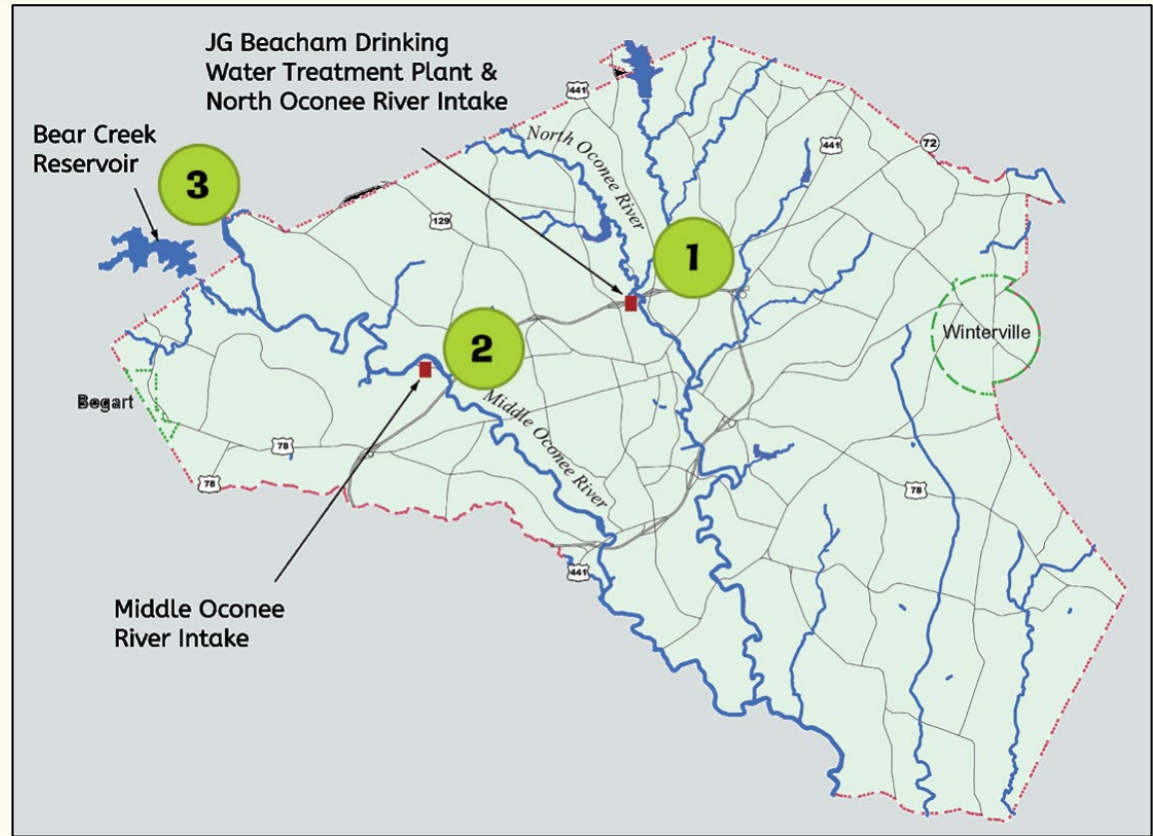 JG Beacham Drinking
Water Treatment Plant &
North Oconee River Intake
Bear Creek
Reservoir
3
441
North Oconee River
441
72
129
1
2
Winterville
Bogart
Middle Oconee River
78
78
78
441
Middle Oconee
River Intake